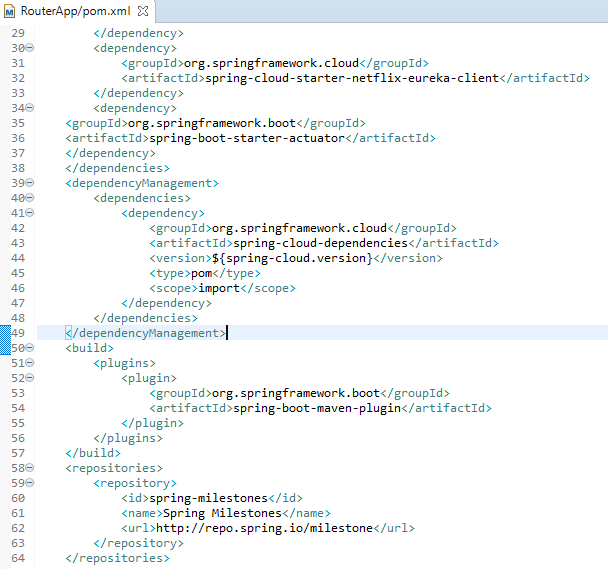 RouterApp/pom.xml
29 </dependency>
30 <dependency>
31 <groupId>org.springframework.cloud</groupId>
32 <artifactId>spring-cloud-starter-netflix-eureka-client</artifactId>
33 </dependency>
34 <dependency>
35 <groupId>org.springframework.boot</groupId>
36 <artifactId>spring-boot-starter-actuator</artifactId>
37 </dependency>
38 </dependencies>
39 <dependencyManagement>
40 <dependencies>
41 <dependency>
42 <groupId>org.springframework.cloud</groupId>
43 <artifactId>spring-cloud-dependencies</artifactId>
44 <version>${spring-cloud.version}</version>
45 <type>pom</type>
46 <scope>import</scope>
47 </dependency>
48 </dependencies>
49 </dependencyManagement>
50 <build>
51 <plugins>
52 <plugin>
53 <groupId>org.springframework.boot</groupId>
54 <artifactId>spring-boot-maven-plugin</artifactId>
55 </plugin>
56 </plugins>
57 </build>
58 <repositories>
59 <repository>
60 <id>spring-milestones</id>
61 <name>Spring Milestones</name>
62 <url>http://repo.spring.io/milestone</url>
63 </repository>
64 </repositories>